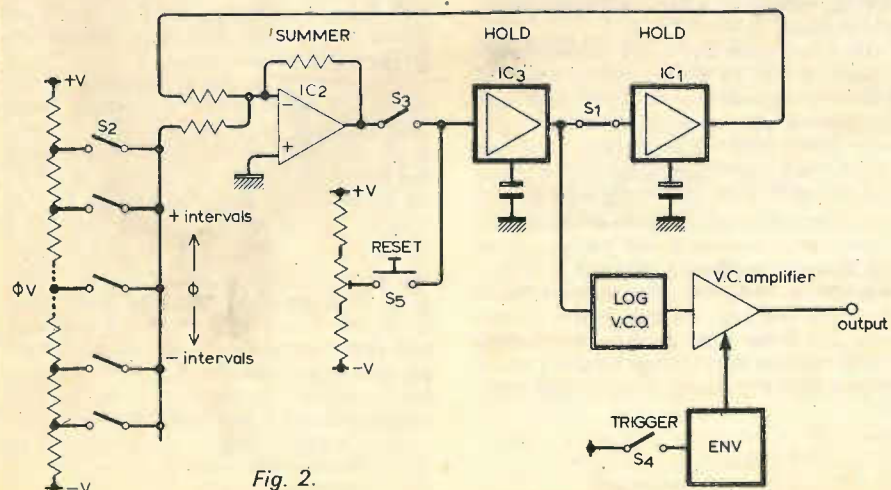 SUMMER
HOLD
HOLD
+V
IC2
S3
IC3
S1
IC1
S2
−
+
+ intervals
+V
RESET
S5
ΦV
Φ
− intervals
−V
LOG
V.C.O.
V.C. amplifier
output
TRIGGER
S4
ENV
−V
Fig. 2.